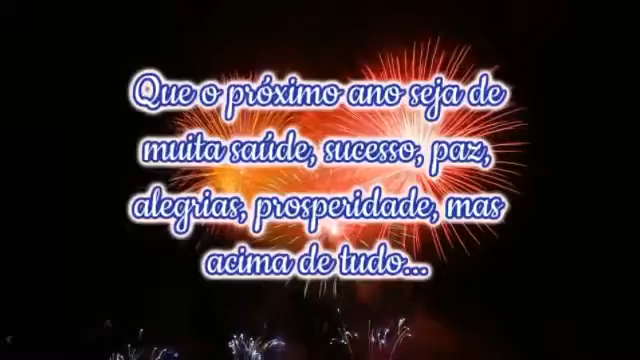 Que o próximo ano seja de
muita saúde, sucesso, paz,
alegrias, prosperidade, mas
acima de tudo...